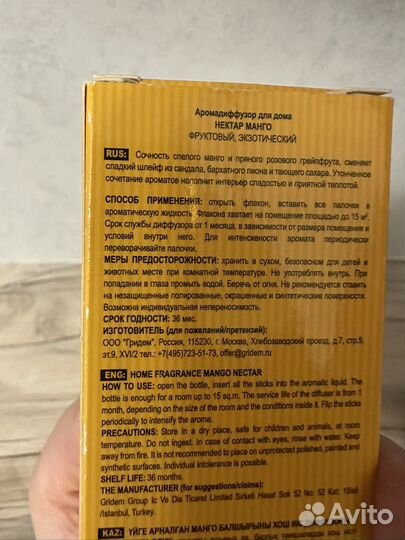 Аромадиффузор для дома
НЕКТАР МАНГО
ФРУКТОВЫЙ, ЭКЗОТИЧЕСКИЙ
RUS: Сочность спелого манго и пряного розового грейпфрута, сменяет
сладкий шлейф из сандала, бархатного пиона и тающего сахара. Утонченное
сочетание ароматов наполнит интерьер сладостью и приятной теплотой.
СПОСОБ ПРИМЕНЕНИЯ: открыть флакон, вставить все палочки в
ароматическую жидкость. Флакона хватает на помещение площадью до 15 м².
Срок службы диффузора от 1 месяца, в зависимости от размера помещения и
условий внутри него. Для интенсивности аромата периодически
переворачивайте палочки.
МЕРЫ ПРЕДОСТОРОЖНОСТИ: хранить в сухом, безопасном для детей и
животных месте при комнатной температуре. Не употреблять внутрь. При
попадании в глаза промыть водой. Беречь от огня. Не рекомендуется ставить
на незащищенные полированные, окрашенные и синтетические поверхности.
Возможна индивидуальная непереносимость.
СРОК ГОДНОСТИ: 36 мес.
ИЗГОТОВИТЕЛЬ (для пожеланий/претензий):
ООО "Гридем", Россия, 115230, г. Москва, Хлебозаводский проезд, д.7, стр.9,
эт.9, XVI/2 тел.: +7(495)723-51-73, offer@gridem.ru
ENG: HOME FRAGRANCE MANGO NECTAR
HOW TO USE: open the bottle, insert all the sticks into the aromatic liquid. The
bottle is enough for a room up to 15 sq.m. The service life of the diffuser is from 1
month, depending on the size of the room and the conditions inside it. Flip the sticks
periodically to intensify the aroma.
PRECAUTIONS: Store in a dry place, safe for children and animals, at room
temperature. Do not ingest. In case of contact with eyes, rinse with water. Keep
away from fire. It is not recommended to place on unprotected polished, painted and
synthetic surfaces. Individual intolerance is possible.
SHELF LIFE: 36 months.
THE MANUFACTURER (for suggestions/claims):
Gridem Group Ic Ve Dis Ticaret Limited Sirketi Hasat Sok 52 No. 52 Kat: 1Sisli
/Istanbul, Turkey.
KAZ: ҮЙГЕ АРНАЛҒАН МАНГО БАЛШЫРЫНЫ ХОШ
Avito